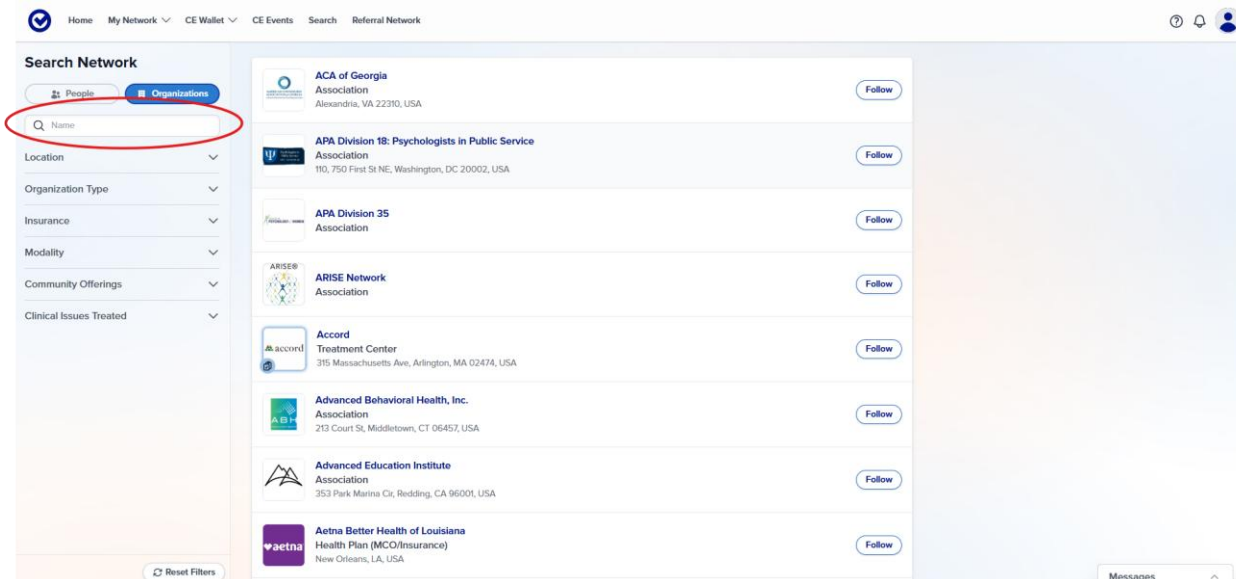 Home My Network CE Wallet CE Events Search Referral Network
Search Network
People Organizations
Name
Location
Organization Type
Insurance
Modality
Community Offerings
Clinical Issues Treated
Reset Filters
ACA of Georgia
Association
Alexandria, VA 22310, USA
Follow
APA Division 18: Psychologists in Public Service
Association
110, 750 First St NE, Washington, DC 20002, USA
Follow
APA Division 35
Association
Follow
ARISE®
ARISE Network
Association
Follow
accord
Accord
Treatment Center
315 Massachusetts Ave, Arlington, MA 02474, USA
Follow
ABH
Advanced Behavioral Health, Inc.
Association
213 Court St, Middletown, CT 06457, USA
Follow
Advanced Education Institute
Association
353 Park Marina Cir, Redding, CA 96001, USA
Follow
aetna
Aetna Better Health of Louisiana
Health Plan (MCO/Insurance)
New Orleans, LA, USA
Follow
Messages